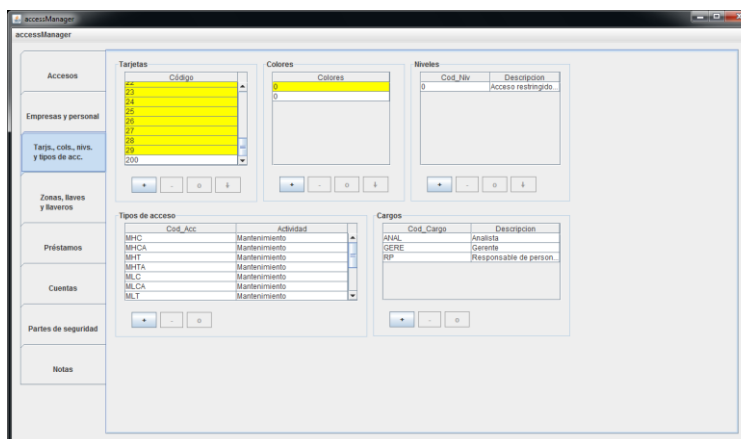 accessManager
accessManager
Accesos
Empresas y personal
Tarjs., cols., nivs.
y tipos de acc.
Zonas, llaves
y llaveros
Préstamos
Cuentas
Partes de seguridad
Notas
Tarjetas
Código
22
23
24
25
26
27
28
29
200
+ - o ↓
Colores
Colores
0
0
+ - o ↓
Niveles
Cod_Niv Descripcion
0 Acceso restringido...
+ - o ↓
Tipos de acceso
Cod_Acc Actividad
MHC Mantenimiento
MHCA Mantenimiento
MHT Mantenimiento
MHTA Mantenimiento
MLC Mantenimiento
MLCA Mantenimiento
MLT Mantenimiento
+ - o
Cargos
Cod_Cargo Descripcion
ANAL Analista
GERE Gerente
RP Responsable de person...
+ - o